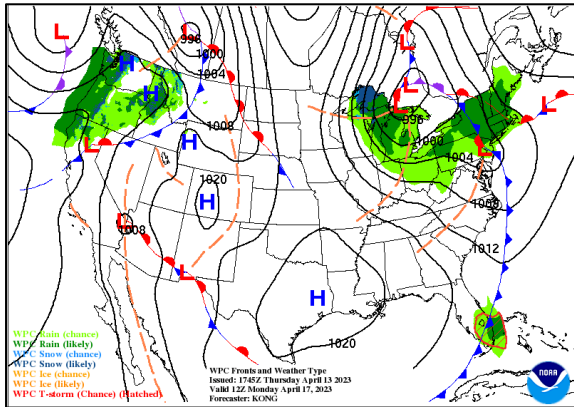 L
L
L
996
H
1000
1004
H
L
L
L
996
1008
1000
L
H
L
1004
1020
H
1008
L
1008
1012
L
H
1020
WPC Rain (chance)
WPC Rain (likely)
WPC Snow (chance)
WPC Snow (likely)
WPC Ice (chance)
WPC Ice (likely)
WPC T-storm (Chance) (Hatched)
WPC Fronts and Weather Type
Issued: 1745Z Thursday April 13 2023
Valid 12Z Monday April 17, 2023
Forecaster: KONG
NOAA